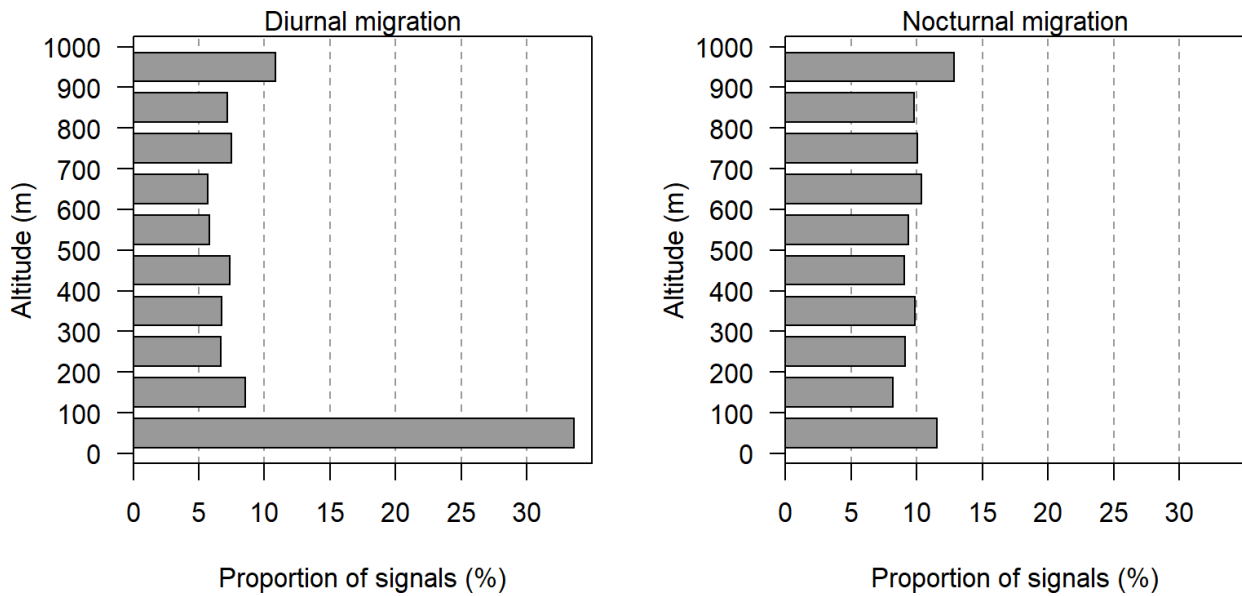 Diurnal migration
1000
900
800
700
600
500
400
300
200
100
0
Altitude (m)
0 5 10 15 20 25 30
Proportion of signals (%)
Nocturnal migration
1000
900
800
700
600
500
400
300
200
100
0
Altitude (m)
0 5 10 15 20 25 30
Proportion of signals (%)